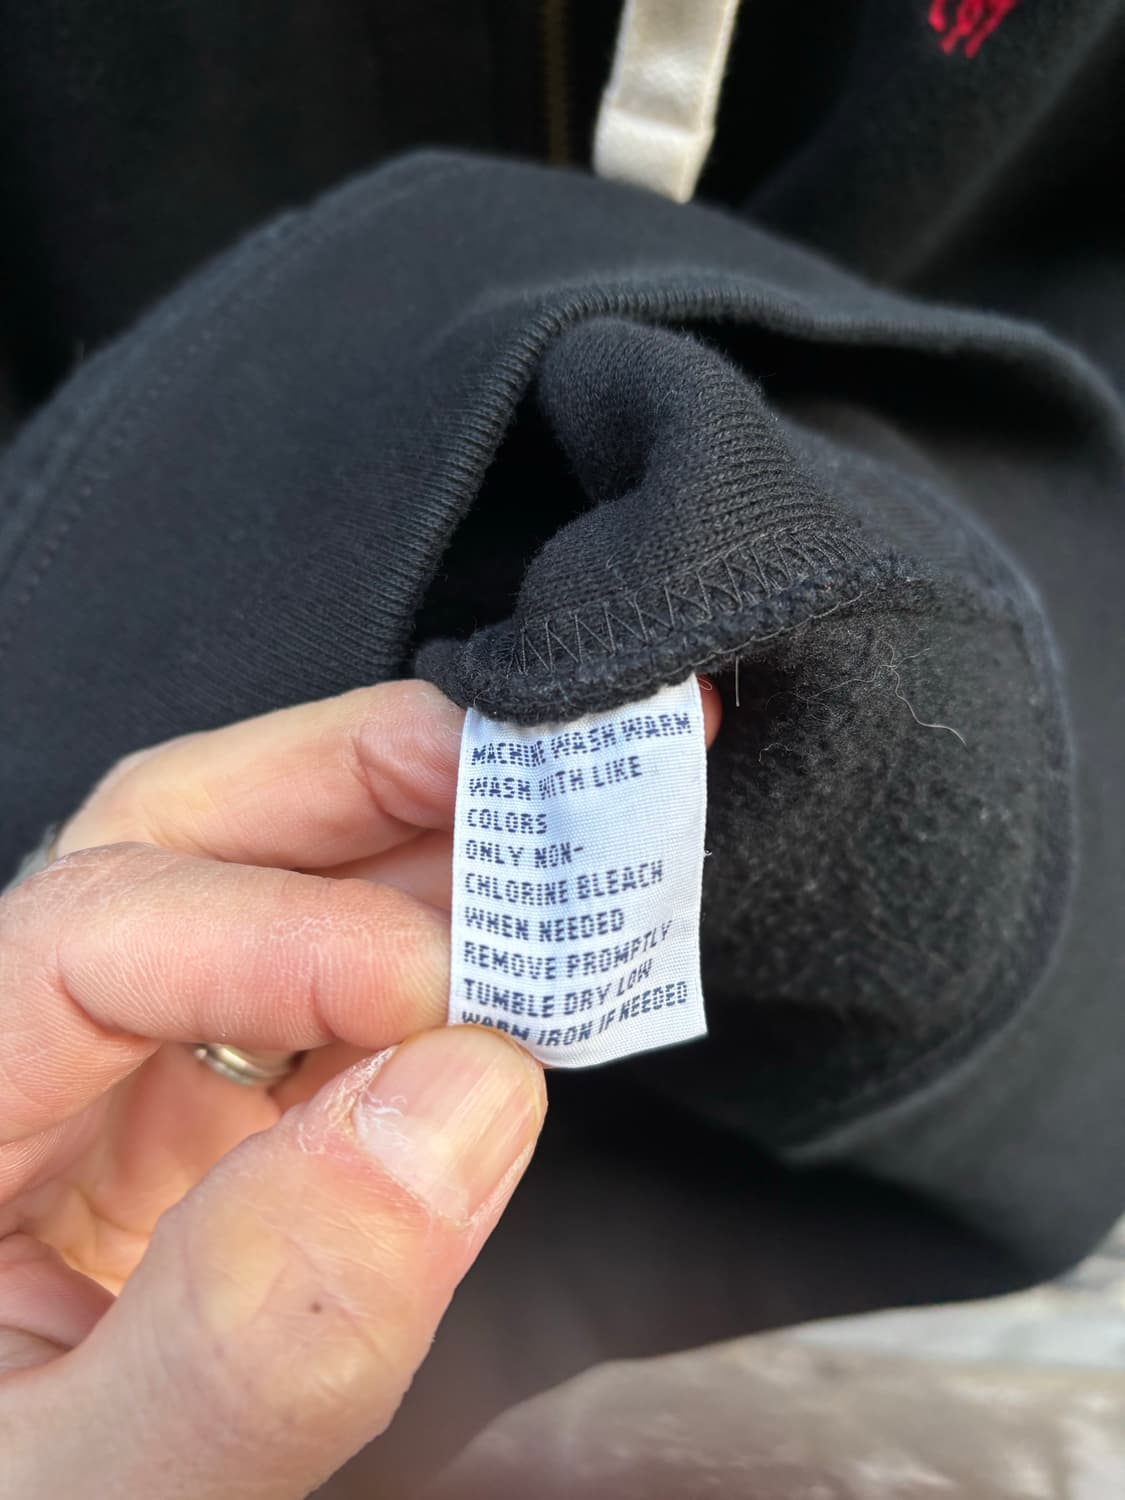 MACHINE WASH WARM
WASH WITH LIKE
COLORS
ONLY NON-
CHLORINE BLEACH
WHEN NEEDED
REMOVE PROMPTLY
TUMBLE DRY LOW
WARM IRON IF NEEDED